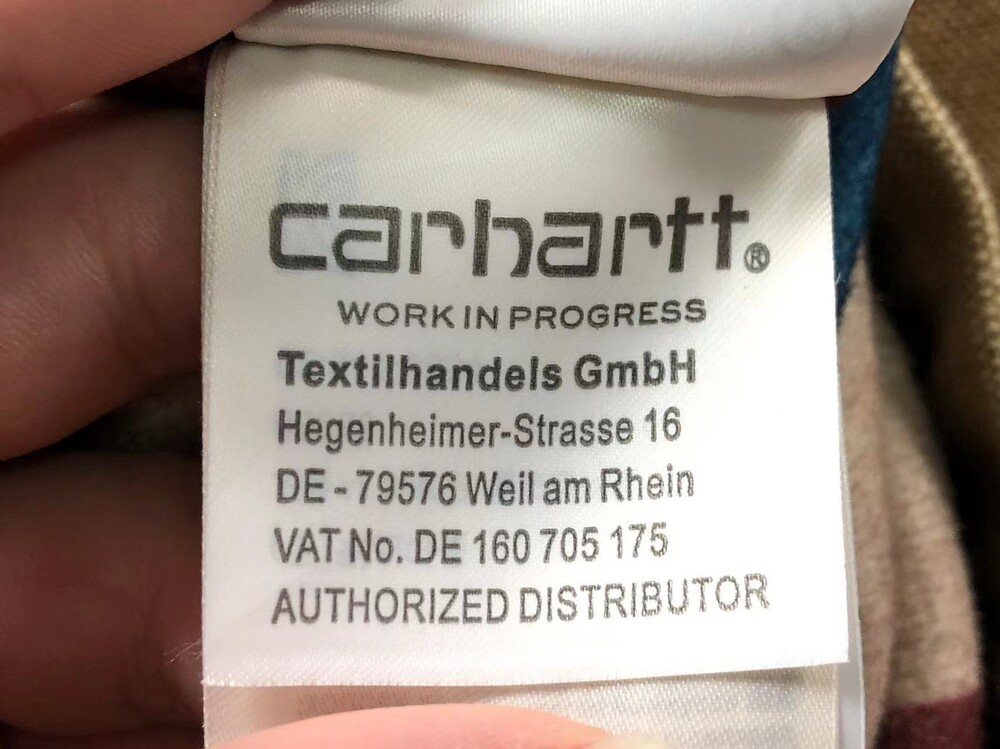 carhartt®
WORK IN PROGRESS
Textilhandels GmbH
Hegenheimer-Strasse 16
DE - 79576 Weil am Rhein
VAT No. DE 160 705 175
AUTHORIZED DISTRIBUTOR